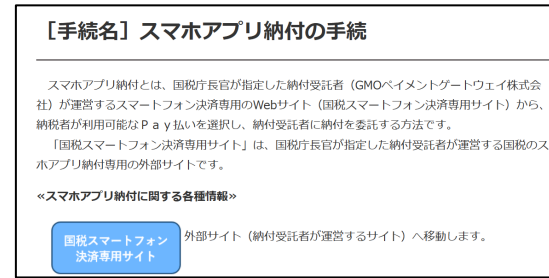 ［手続名］スマホアプリ納付の手続
スマホアプリ納付とは、国税庁長官が指定した納付受託者（GMOペイメントゲートウェイ株式会
社）が運営するスマートフォン決済専用のWebサイト（国税スマートフォン決済専用サイト）から、
納税者が利用可能なＰａｙ払いを選択し、納付受託者に納付を委託する方法です。
「国税スマートフォン決済専用サイト」は、国税庁長官が指定した納付受託者が運営する国税のス
ホアプリ納付専用の外部サイトです。
≪スマホアプリ納付に関する各種情報≫
国税スマートフォン
決済専用サイト
外部サイト（納付受託者が運営するサイト）へ移動します。